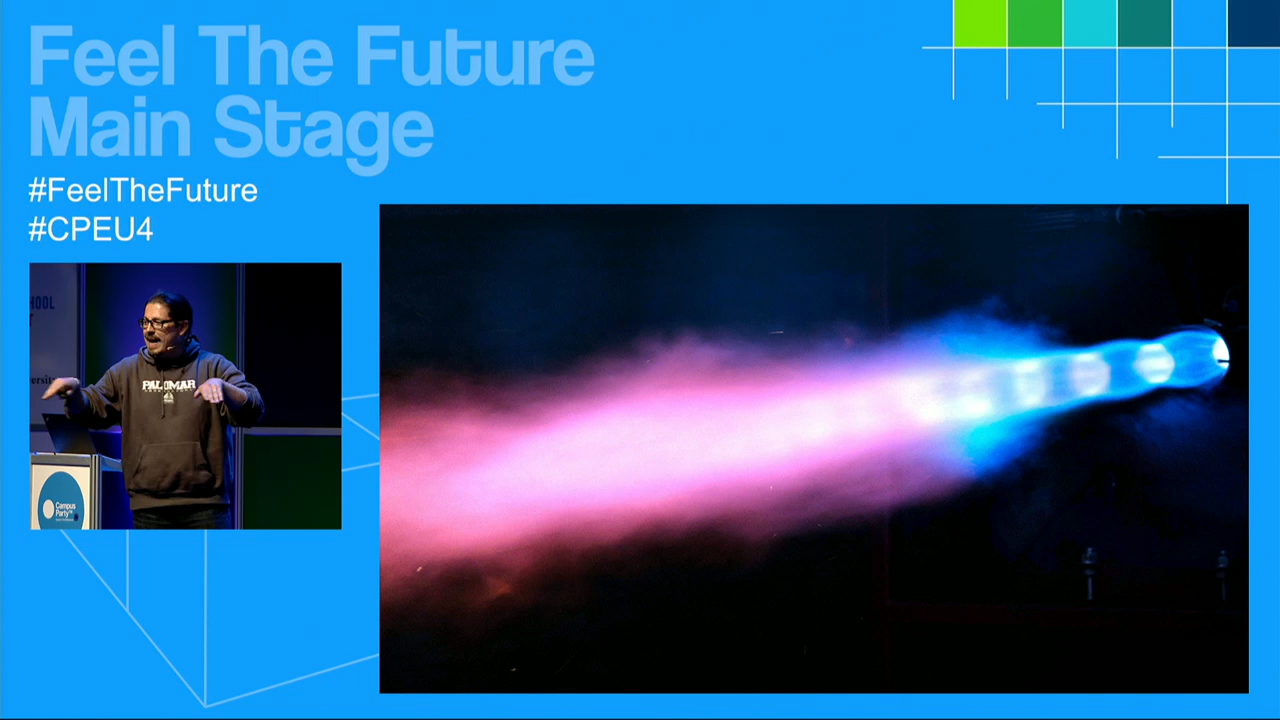 Feel The Future
Main Stage
#FeelTheFuture
#CPEU4
PALOMAR
Campus
Party